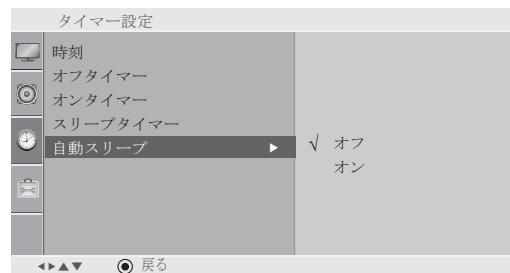 タイマー設定
時刻
オフタイマー
オンタイマー
スリープタイマー
自動スリープ ▶
√ オフ
オン
◀▶▲▼ ◉ 戻る